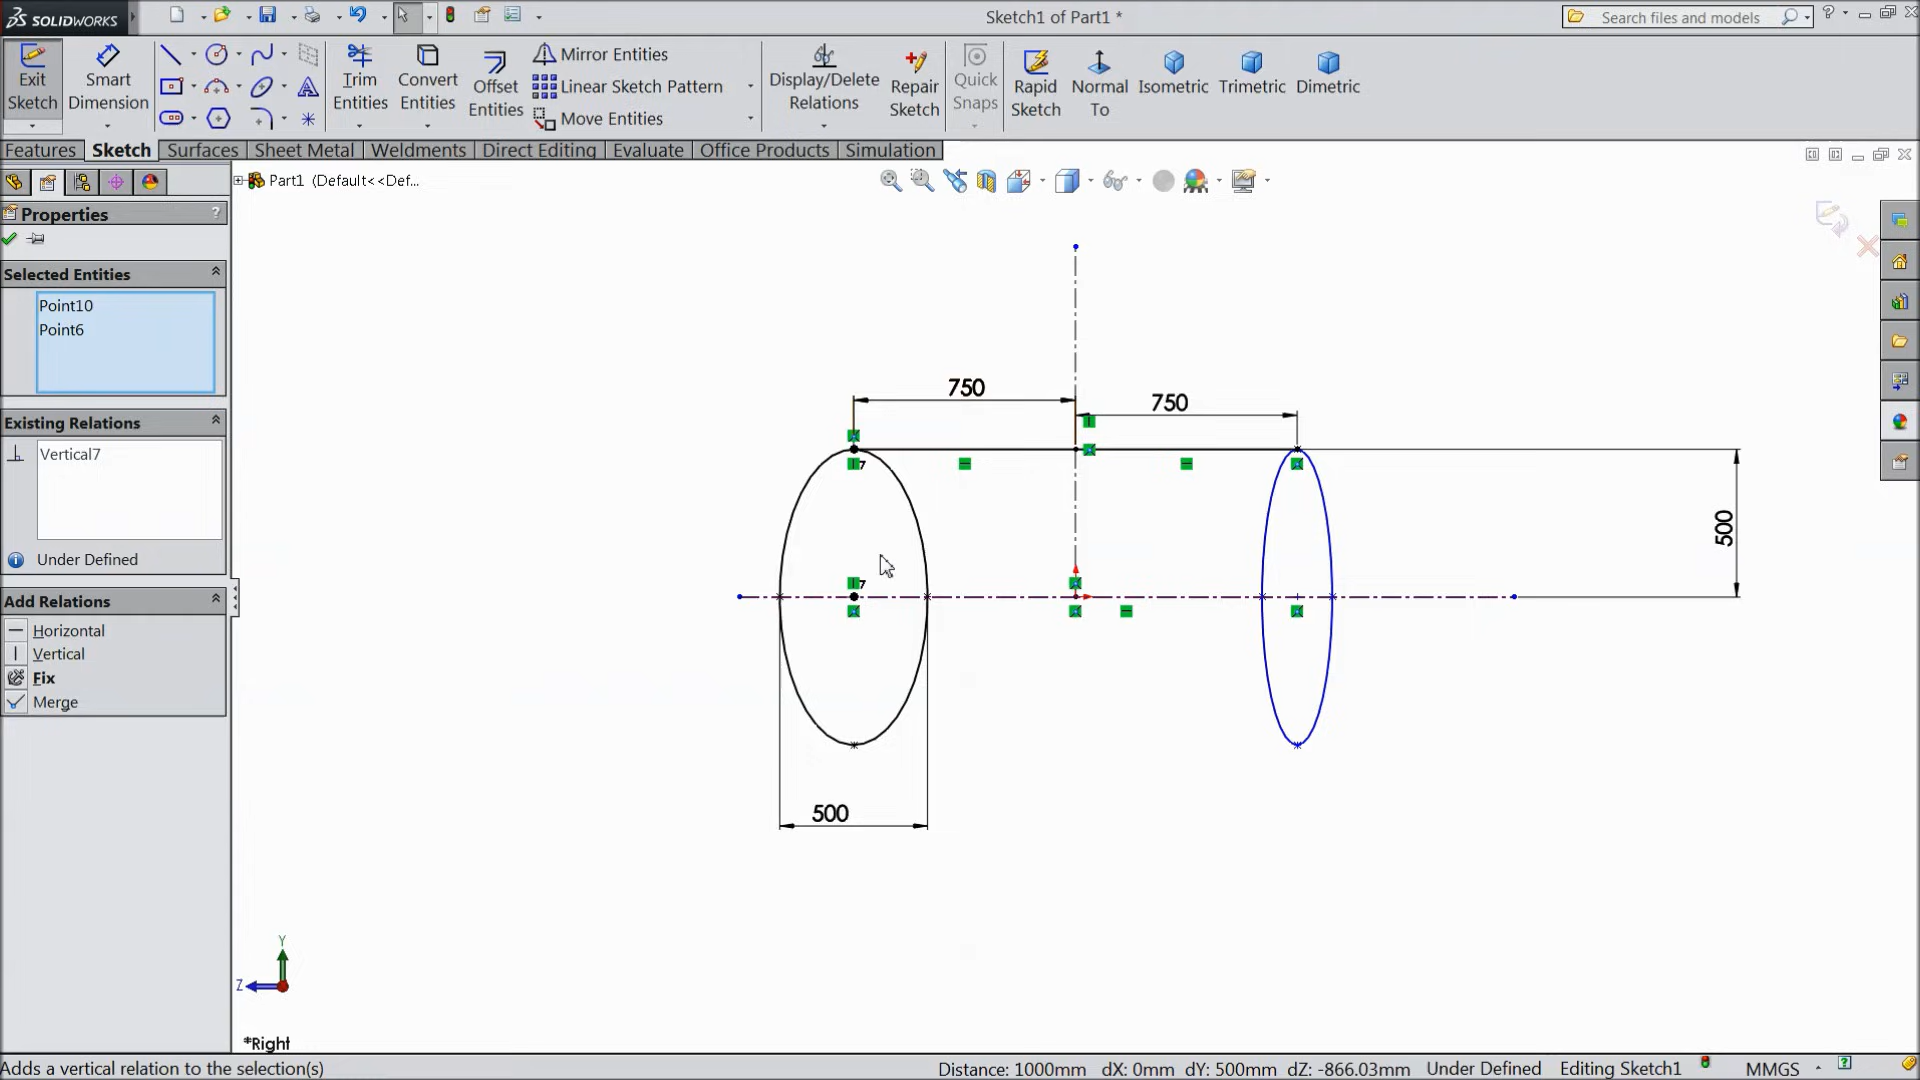 SOLIDWORKS
Sketch1 of Part1 *
Search files and models
Exit Sketch
Smart Dimension
Trim Entities
Convert Entities
Offset Entities
Mirror Entities
Linear Sketch Pattern
Move Entities
Display/Delete Relations
Repair Sketch
Quick Snaps
Rapid Sketch
Normal To
Isometric
Trimetric
Dimetric
Features
Sketch
Surfaces
Sheet Metal
Weldments
Direct Editing
Evaluate
Office Products
Simulation
Part1 (Default<<Def...
Properties
?
Selected Entities
Point10
Point6
Existing Relations
Vertical7
Under Defined
Add Relations
Horizontal
Vertical
Fix
Merge
750
750
7
500
7
500
Y
Z
*Right
Adds a vertical relation to the selection(s)
Distance: 1000mm dX: 0mm dY: 500mm dZ: -866.03mm
Under Defined
Editing Sketch1
MMGS
?